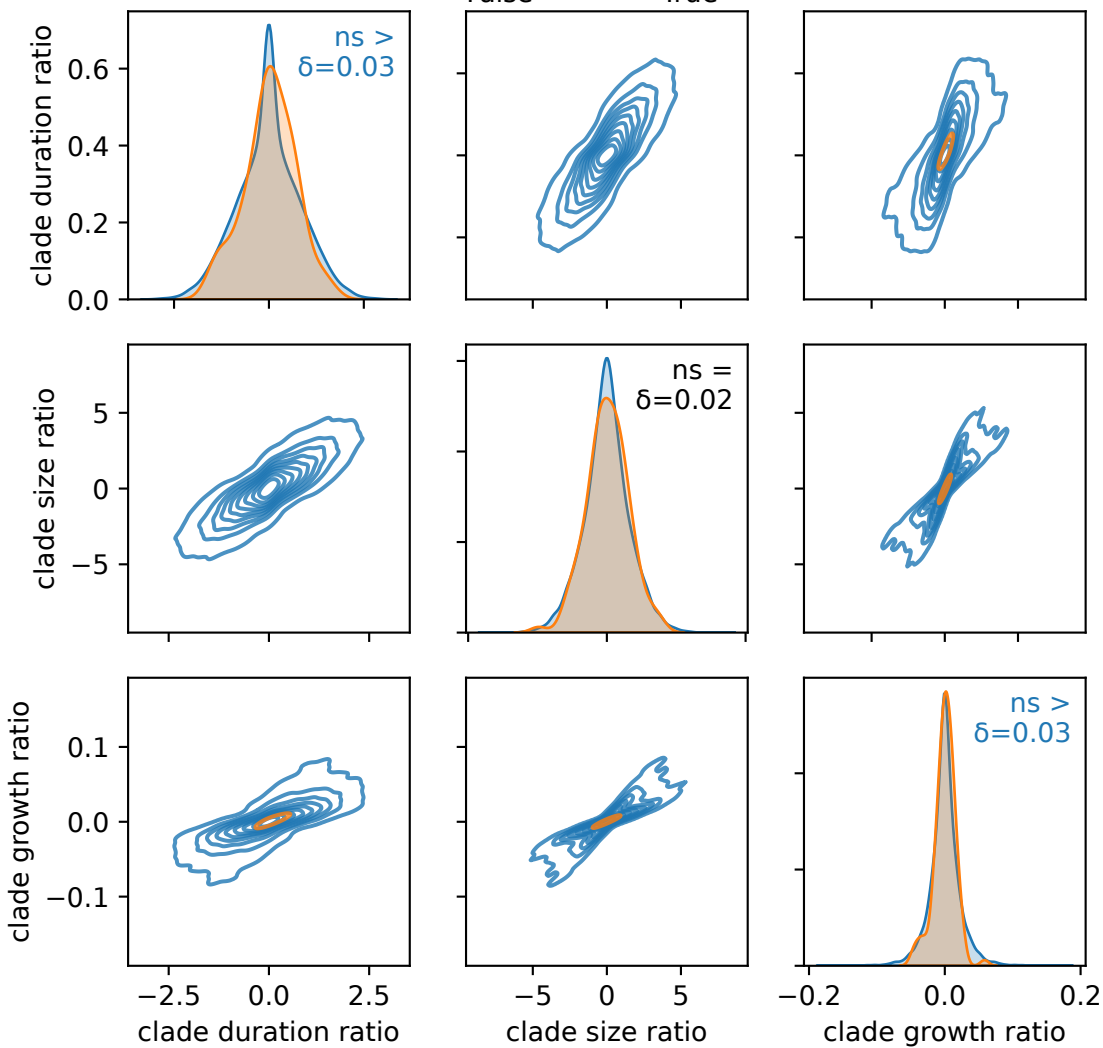 clade duration ratio
0.6
0.4
0.2
0.0
ns >
δ=0.03
clade size ratio
5
0
−5
ns =
δ=0.02
clade growth ratio
0.1
0.0
−0.1
ns >
δ=0.03
−2.5 0.0 2.5
−5 0 5
−0.2 0.0 0.2
clade duration ratio
clade size ratio
clade growth ratio